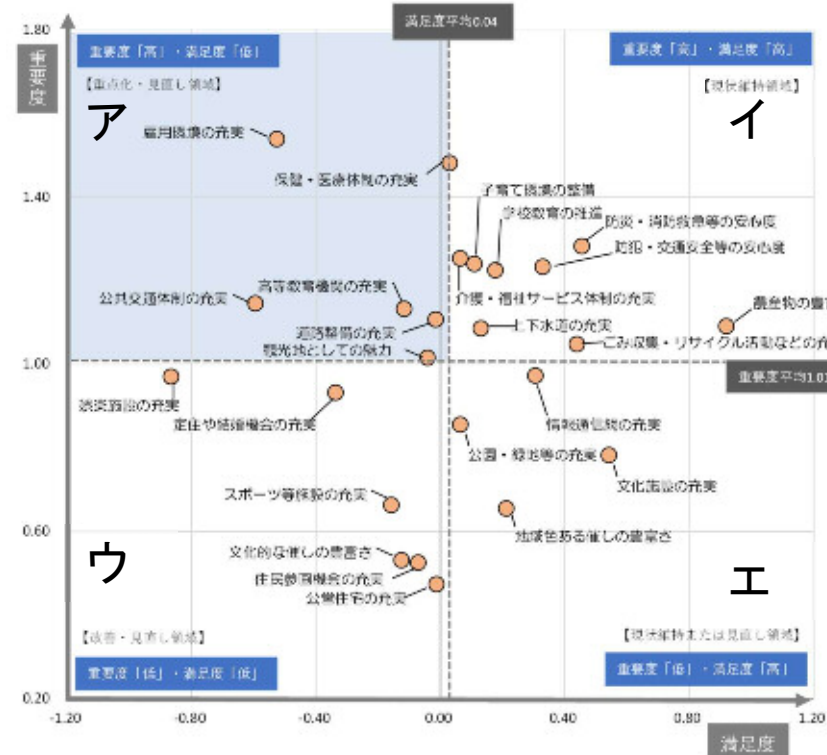 満足度平均0.04
1.80
重要度「高」・満足度「低」
重要度「高」・満足度「高」
重要度
【重点化・見直し領域】
【現状維持領域】
ア
イ
雇用環境の充実
保健・医療体制の充実
子育て環境の整備
1.40
学校教育の推進
防災・消防救急等の安心度
防犯・交通安全等の安心度
高等教育機関の充実
公共交通体制の充実
介護・福祉サービス体制の充実
農産物の豊
道路整備の充実
上下水道の充実
観光地としての魅力
ごみ収集・リサイクル活動などの充
1.00
重要度平均1.01
娯楽施設の充実
定住や結婚機会の充実
情報通信網の充実
公園・緑地等の充実
文化施設の充実
スポーツ等施設の充実
0.60
地域色ある催しの豊富さ
文化的な催しの豊富さ
住民参画機会の充実
公営住宅の充実
ウ
エ
【改善・見直し領域】
【現状維持または見直し領域】
重要度「低」・満足度「低」
重要度「低」・満足度「高」
0.20
-1.20
-0.80
-0.40
0.00
0.40
0.80
1.20
満足度